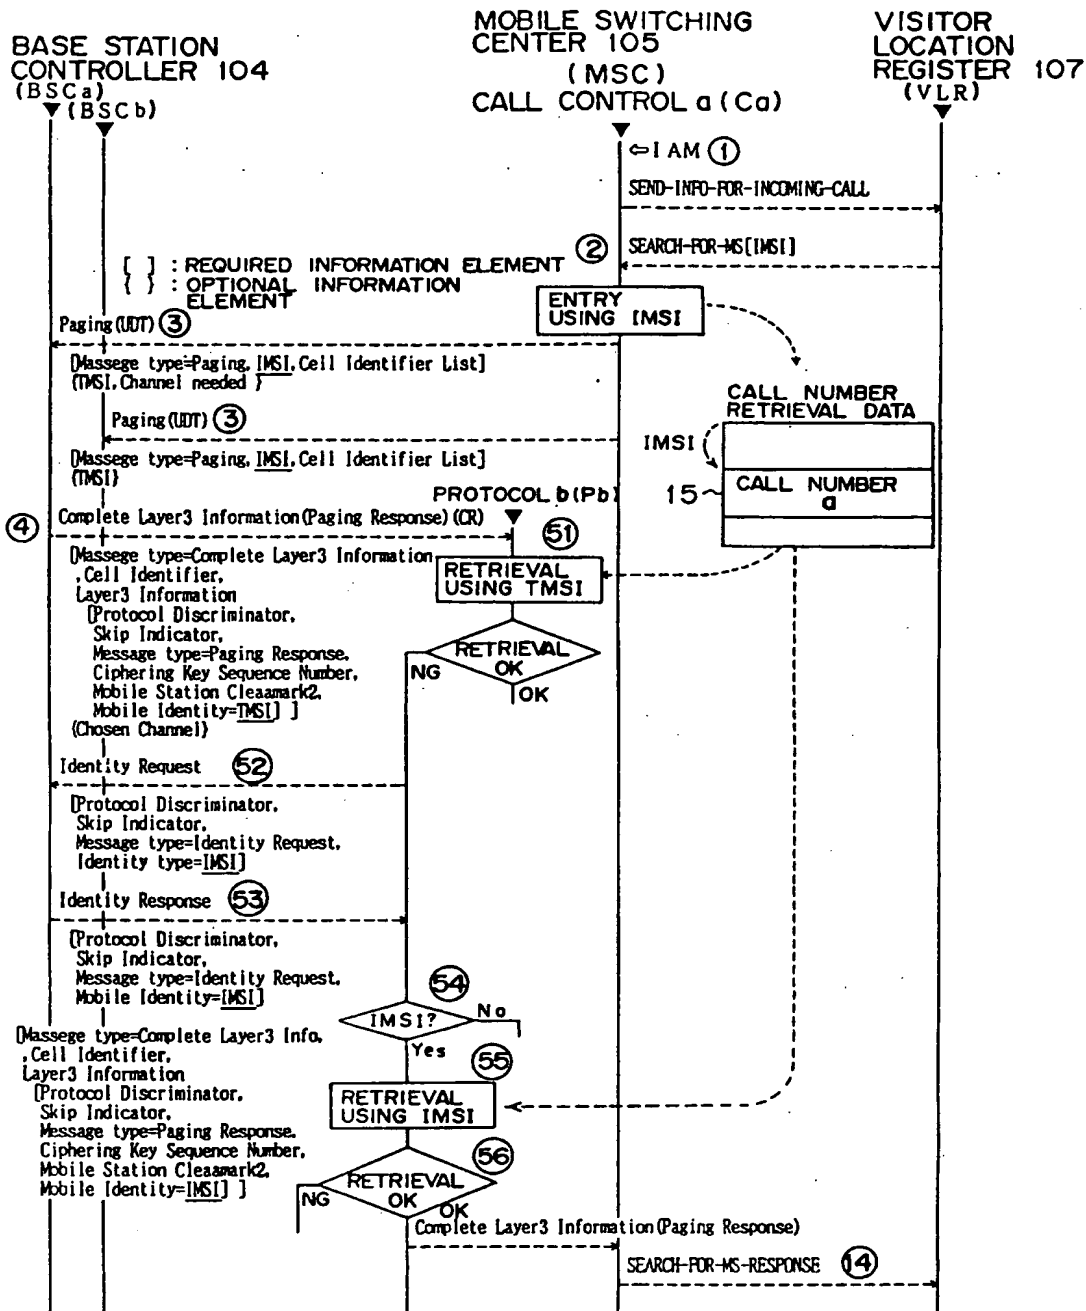 BASE STATION
CONTROLLER 104
(BSCa)
(BSCb)
MOBILE SWITCHING
CENTER 105
(MSC)
CALL CONTROL a (Ca)
VISITOR
LOCATION
REGISTER 107
(VLR)
⇦IAM ①
SEND-INFO-FOR-INCOMING-CALL
② SEARCH-FOR-MS[IMSI]
[ ] : REQUIRED INFORMATION ELEMENT
{ } : OPTIONAL INFORMATION
ELEMENT
ENTRY
USING IMSI
Paging(UDT) ③
[Massege type=Paging, IMSI, Cell Identifier List]
{TMSI, Channel needed }
CALL NUMBER
RETRIEVAL DATA
Paging(UDT) ③
IMSI
[Massege type=Paging, IMSI, Cell Identifier List]
{TMSI}
15
CALL NUMBER
a
PROTOCOL b(Pb)
④ Complete Layer3 Information(Paging Response)(CR)
51
[Massege type=Complete Layer3 Information
,Cell Identifier,
Layer3 Information
[Protocol Discriminator,
Skip Indicator,
Message type=Paging Response,
Ciphering Key Sequence Number,
Mobile Station Cleaamark2,
Mobile Identity=TMSI] ]
{Chosen Channel}
RETRIEVAL
USING TMSI
RETRIEVAL
OK
NG
OK
Identity Request 52
[Protocol Discriminator,
Skip Indicator,
Message type=Identity Request,
Identity type=IMSI]
Identity Response 53
[Protocol Discriminator,
Skip Indicator,
Message type=Identity Request,
Mobile Identity=IMSI]
54
IMSI?
No
Yes
[Massege type=Complete Layer3 Info,
,Cell Identifier,
Layer3 Information
[Protocol Discriminator,
Skip Indicator,
Message type=Paging Response,
Ciphering Key Sequence Number,
Mobile Station Cleaamark2,
Mobile Identity=IMSI] ]
55
RETRIEVAL
USING IMSI
56
RETRIEVAL
OK
NG
OK
Complete Layer3 Information(Paging Response)
SEARCH-FOR-MS-RESPONSE ⑭